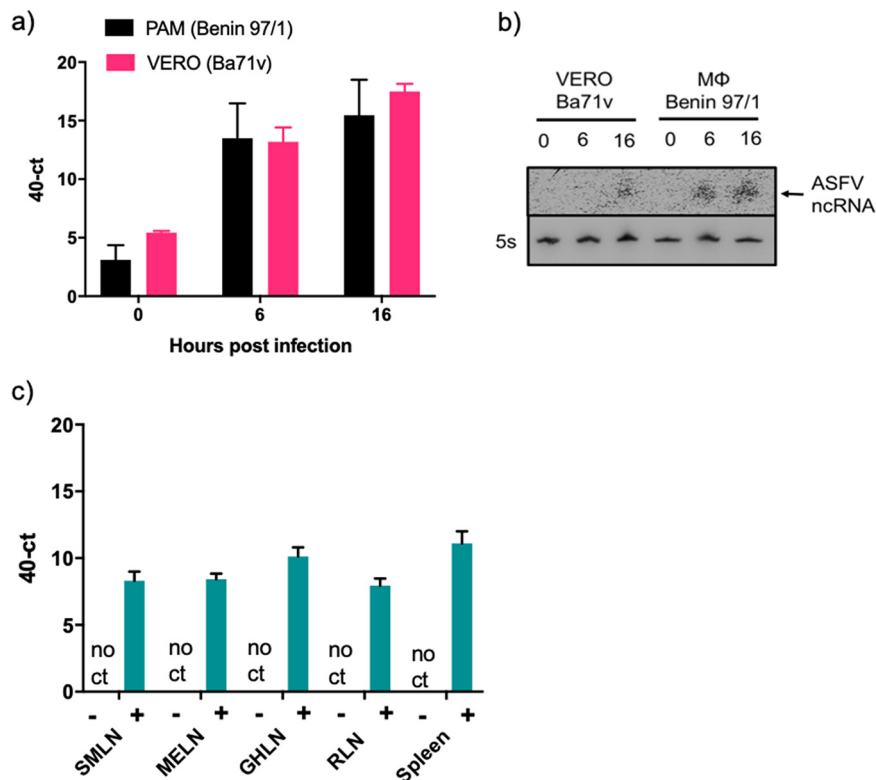 a)
PAM (Benin 97/1)
VERO (Ba71v)
20
15
10
5
0
40-ct
0 6 16
Hours post infection
b)
VERO MΦ
Ba71v Benin 97/1
0 6 16 0 6 16
ASFV
ncRNA
5s
c)
20
15
10
5
0
40-ct
no no no no no
ct ct ct ct ct
- + - + - + - + - +
SMLN MELN GHLN RLN Spleen